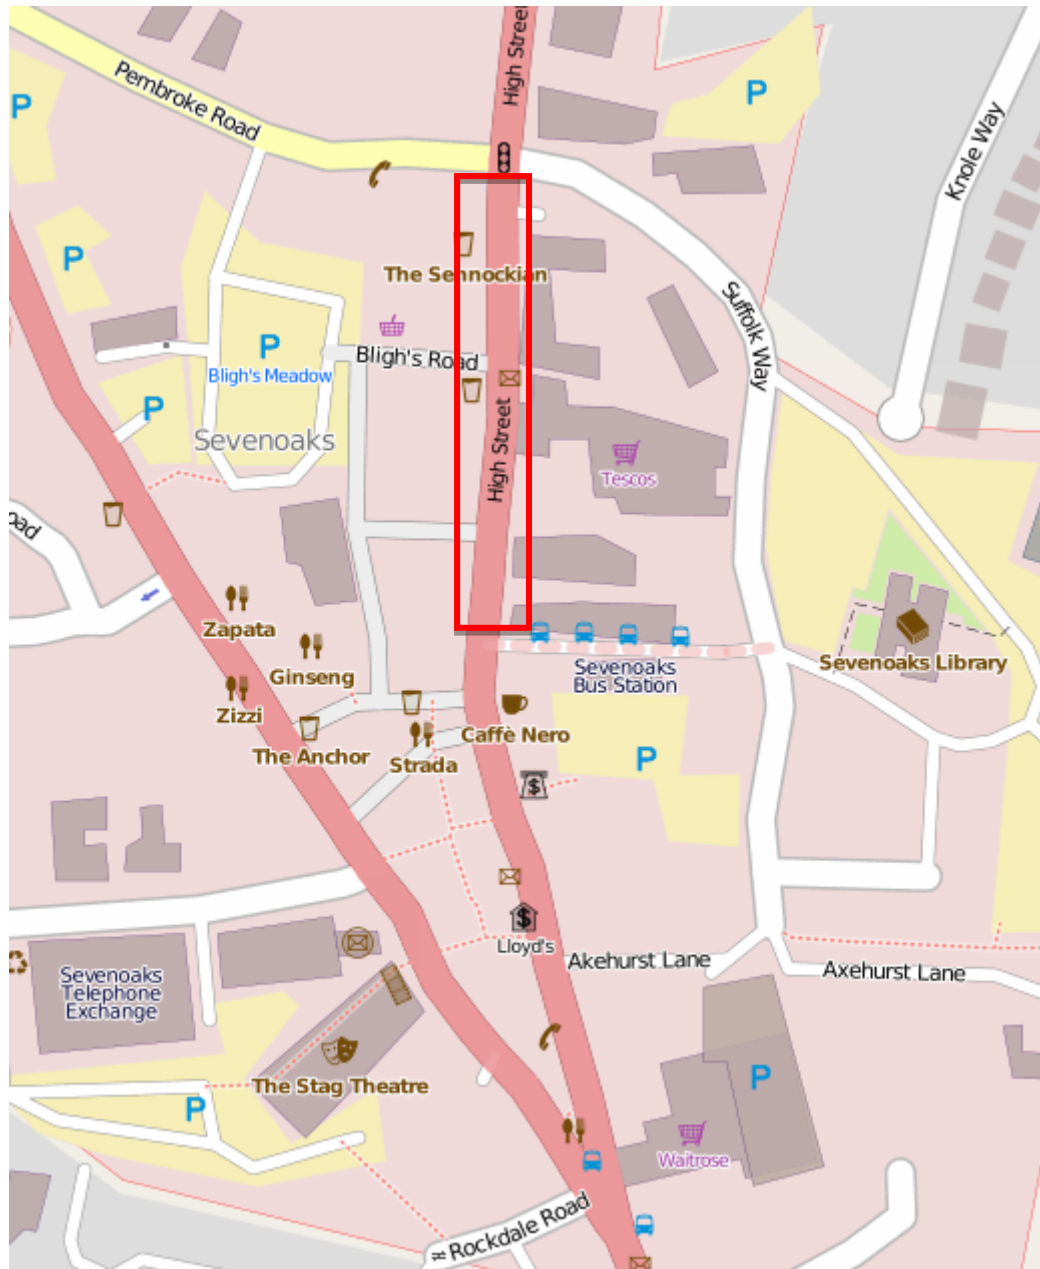 High Street
P
Pembroke Road
P
Knole Way
P
The Sennockian
Suffolk Way
P
Bligh's Road
Bligh's Meadow
P
Sevenoaks
High Street
Tescos
oad
Zapata
Ginseng
Sevenoaks Library
Sevenoaks
Bus Station
Zizzi
The Anchor
Strada
Caffè Nero
P
$
$
Lloyd's
Akehurst Lane
Axehurst Lane
Sevenoaks
Telephone
Exchange
The Stag Theatre
P
P
Waitrose
Rockdale Road